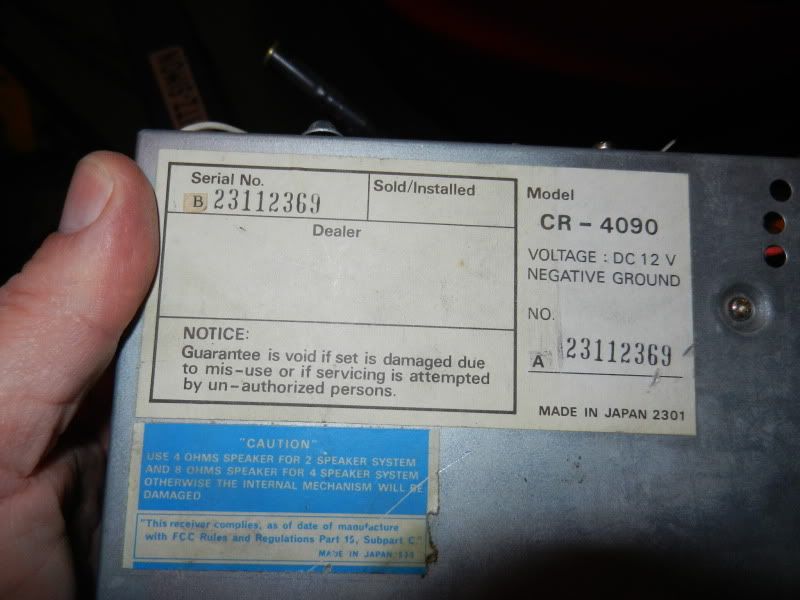 Serial No.
B 23112369
Sold/Installed
Dealer
NOTICE:
Guarantee is void if set is damaged due
to mis-use or if servicing is attempted
by un-authorized persons.
Model
CR - 4090
VOLTAGE : DC 12 V
NEGATIVE GROUND
NO.
A 23112369
MADE IN JAPAN 2301
"CAUTION"
USE 4 OHMS SPEAKER FOR 2 SPEAKER SYSTEM
AND 8 OHMS SPEAKER FOR 4 SPEAKER SYSTEM
OTHERWISE THE INTERNAL MECHANISM WILL BE
DAMAGED
"This receiver complies, as of date of manufacture
with FCC Rules and Regulations Part 15, Subpart C."
MADE IN JAPAN